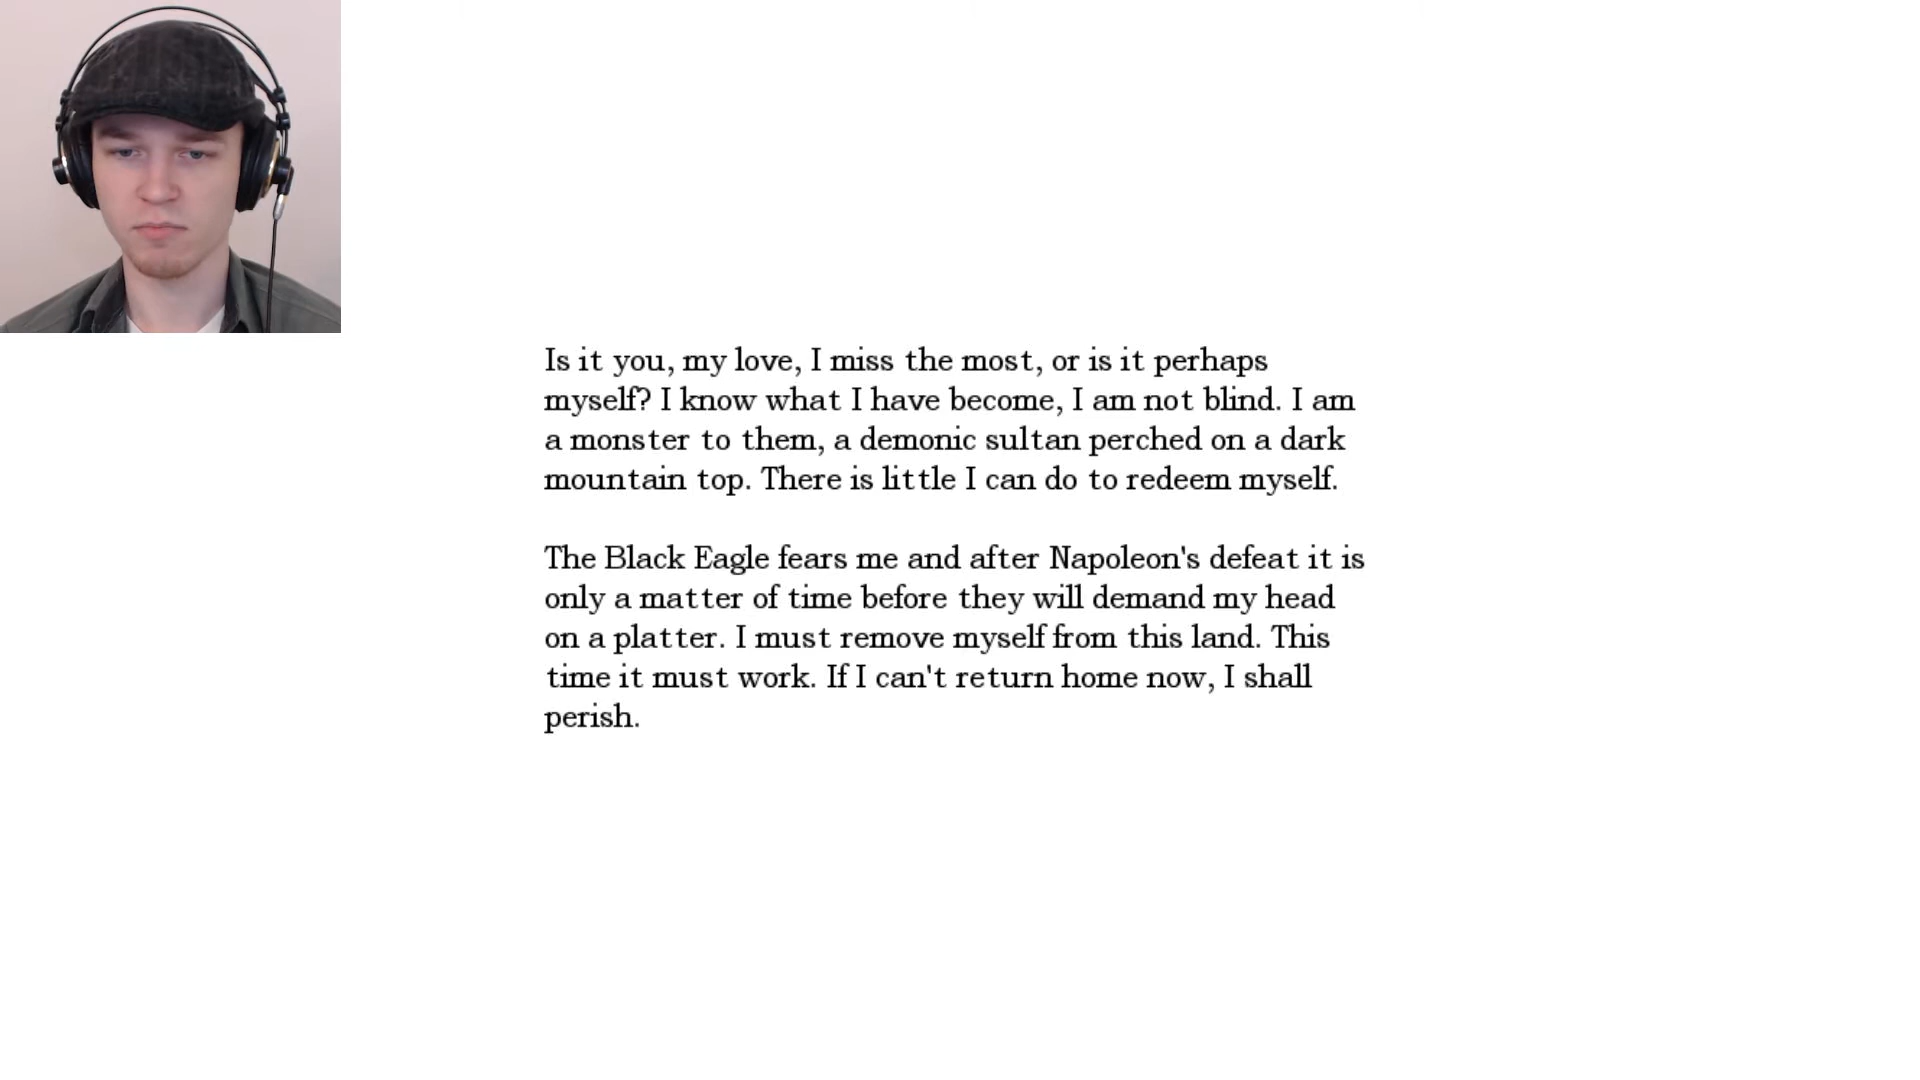 Is it you, my love, I miss the most, or is it perhaps
myself? I know what I have become, I am not blind. I am
a monster to them, a demonic sultan perched on a dark
mountain top. There is little I can do to redeem myself.
The Black Eagle fears me and after Napoleon's defeat it is
only a matter of time before they will demand my head
on a platter. I must remove myself from this land. This
time it must work. If I can't return home now, I shall
perish.